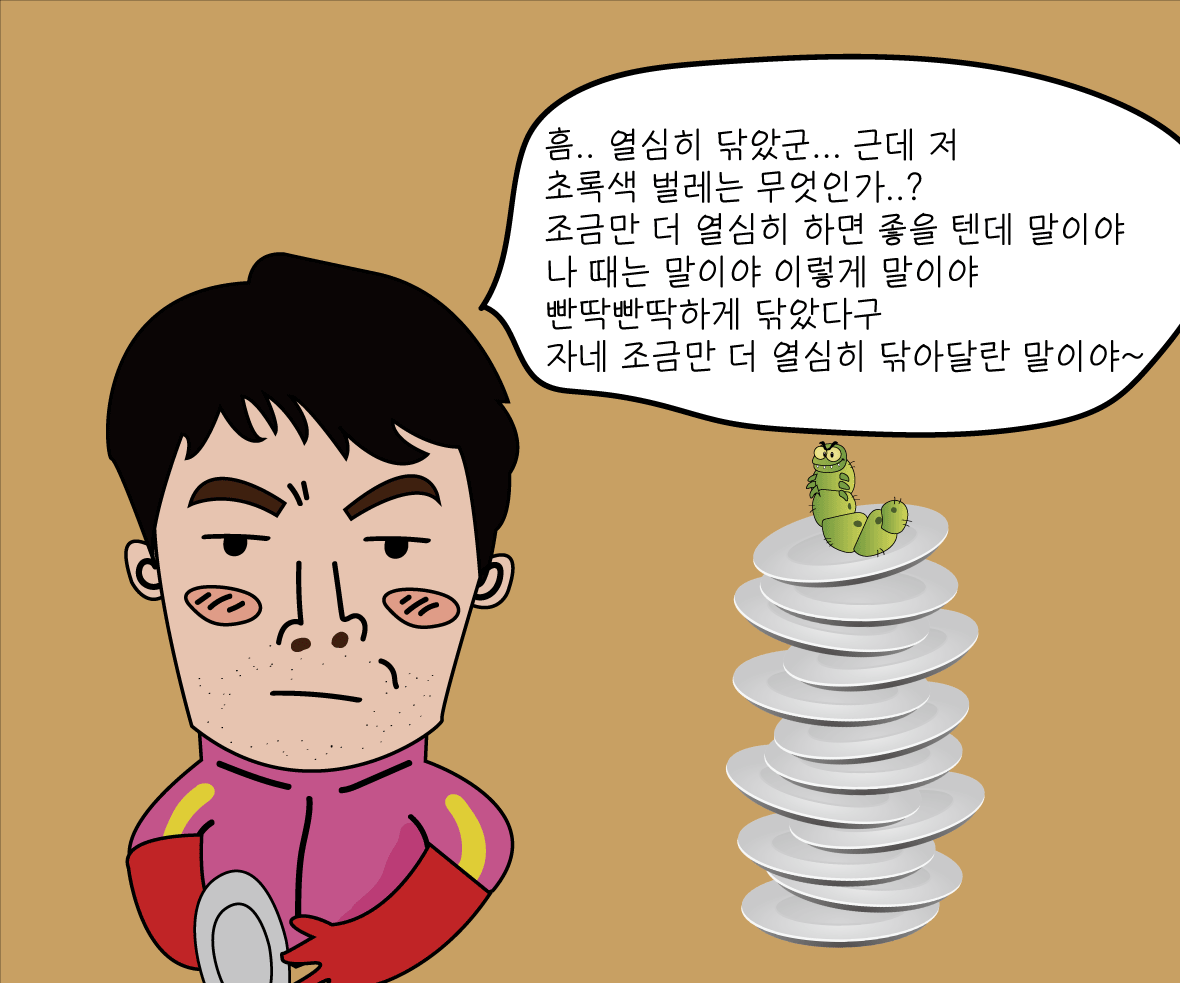 흠.. 열심히 닦았군... 근데 저
초록색 벌레는 무엇인가..?
조금만 더 열심히 하면 좋을 텐데 말이야
나 때는 말이야 이렇게 말이야
빤딱빤딱하게 닦았다구
자네 조금만 더 열심히 닦아달란 말이야~